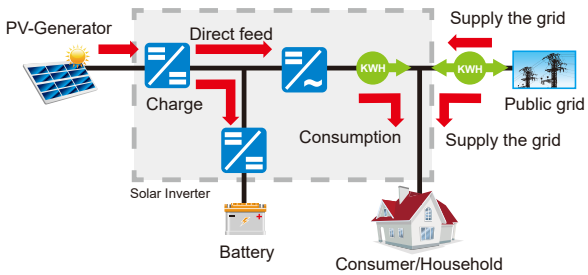 PV-Generator
Direct feed
Supply the grid
KWH
KWH
Charge
Public grid
Consumption
Supply the grid
Solar Inverter
Battery
Consumer/Household